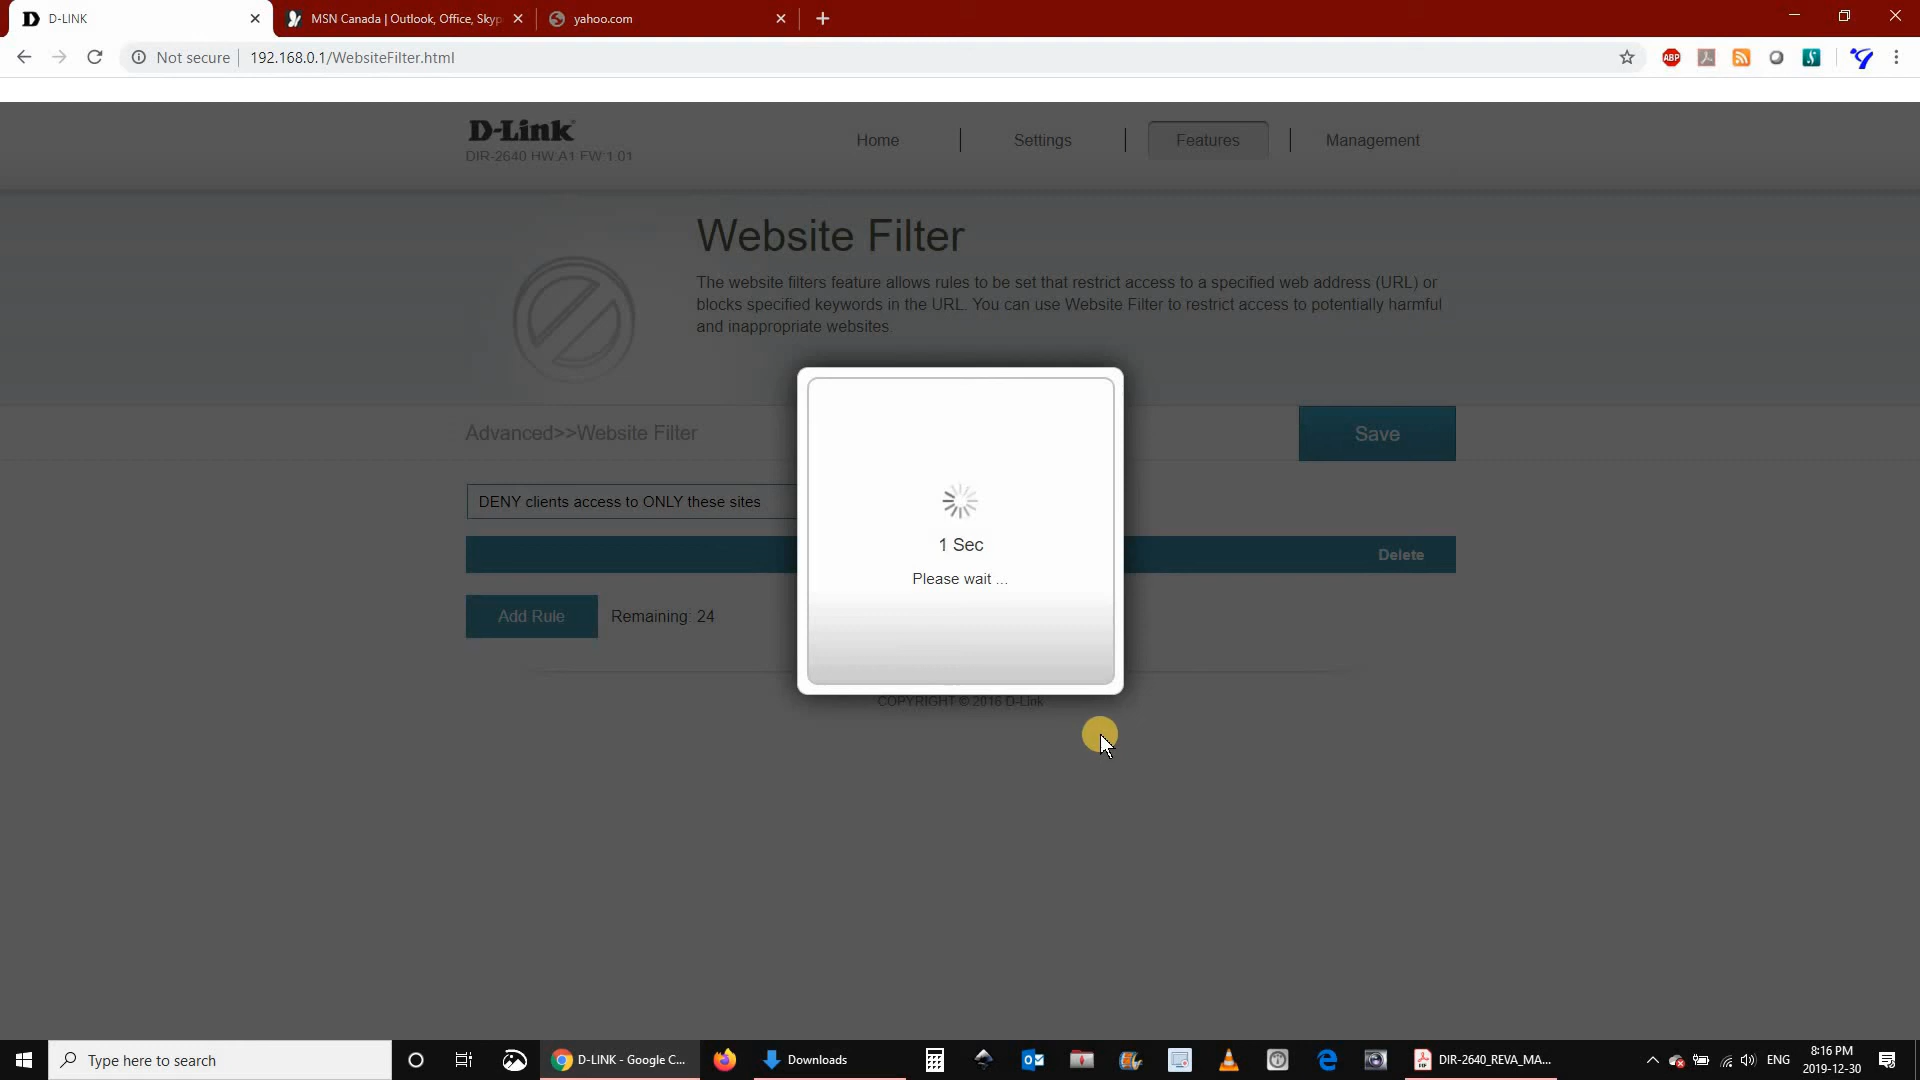 D-LINK
MSN Canada | Outlook, Office, Skyp
yahoo.com
Not secure
192.168.0.1/WebsiteFilter.html
ABP
D-Link
DIR-2640 HW:A1 FW:1.01
Home
Settings
Features
Management
Website Filter
The website filters feature allows rules to be set that restrict access to a specified web address (URL) or
blocks specified keywords in the URL. You can use Website Filter to restrict access to potentially harmful
and inappropriate websites.
Advanced>>Website Filter
Save
DENY clients access to ONLY these sites
Delete
1 Sec
Please wait ...
Add Rule
Remaining: 24
COPYRIGHT © 2016 D-Link
Type here to search
D-LINK - Google C...
Downloads
DIR-2640_REVA_MA...
ENG
8:16 PM
2019-12-30